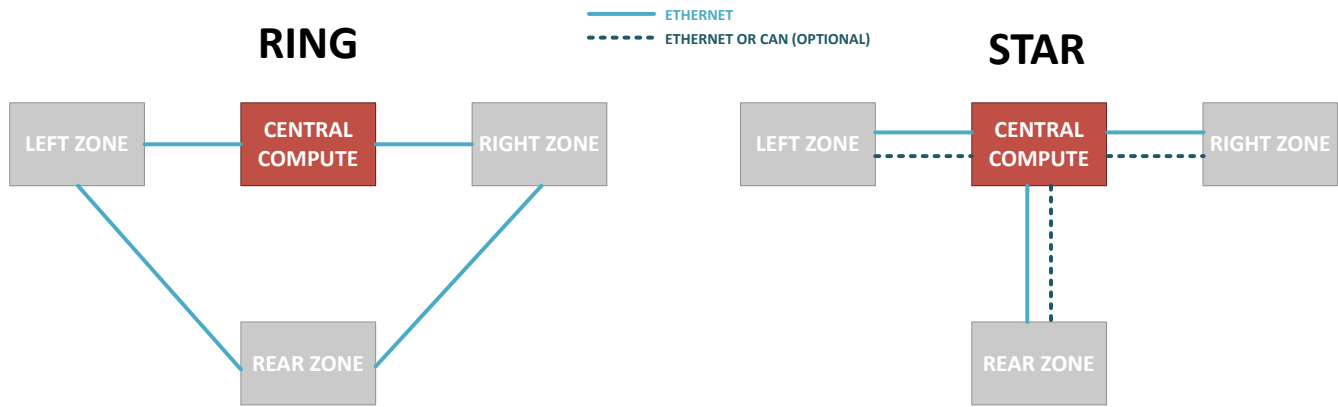 ETHERNET
ETHERNET OR CAN (OPTIONAL)
RING
LEFT ZONE
CENTRAL
COMPUTE
RIGHT ZONE
REAR ZONE
STAR
LEFT ZONE
CENTRAL
COMPUTE
RIGHT ZONE
REAR ZONE